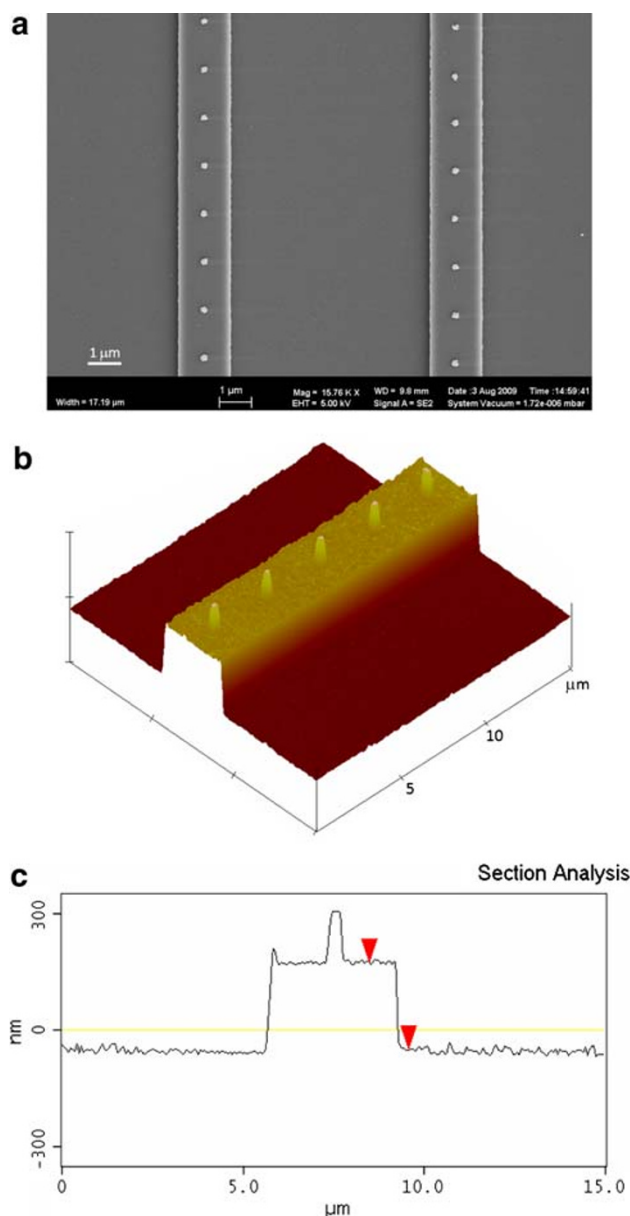 a
1 µm
Width = 17.19 µm
1 µm
Mag = 15.76 K X
WD = 9.8 mm
Date :3 Aug 2009
Time :14:59:41
EHT = 5.00 kV
Signal A = SE2
System Vacuum = 1.72e-006 mbar
b
µm
10
5
c
Section Analysis
300
0
-300
nm
0
5.0
10.0
15.0
µm